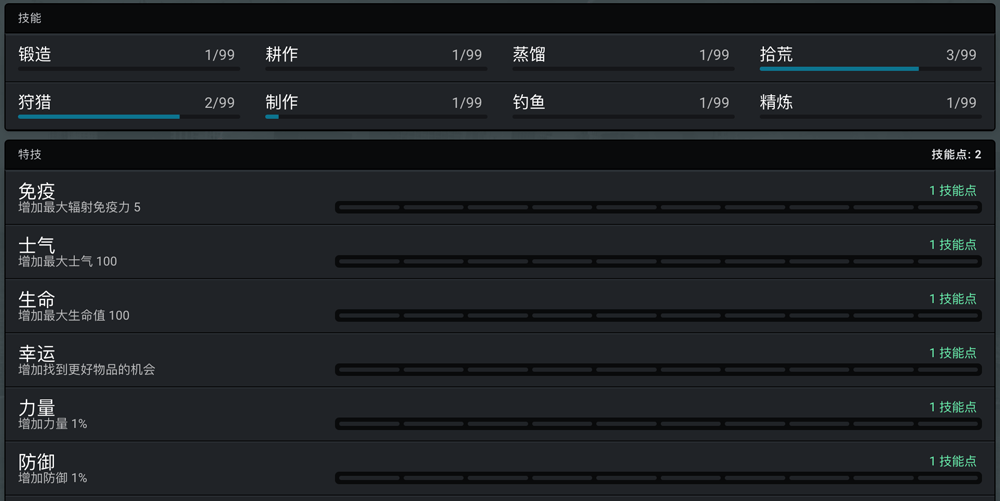 技能
锻造 1/99 耕作 1/99 蒸馏 1/99 拾荒 3/99
狩猎 2/99 制作 1/99 钓鱼 1/99 精炼 1/99
特技 技能点: 2
免疫 1 技能点
增加最大辐射免疫力 5
士气 1 技能点
增加最大士气 100
生命 1 技能点
增加最大生命值 100
幸运 1 技能点
增加找到更好物品的机会
力量 1 技能点
增加力量 1%
防御 1 技能点
增加防御 1%